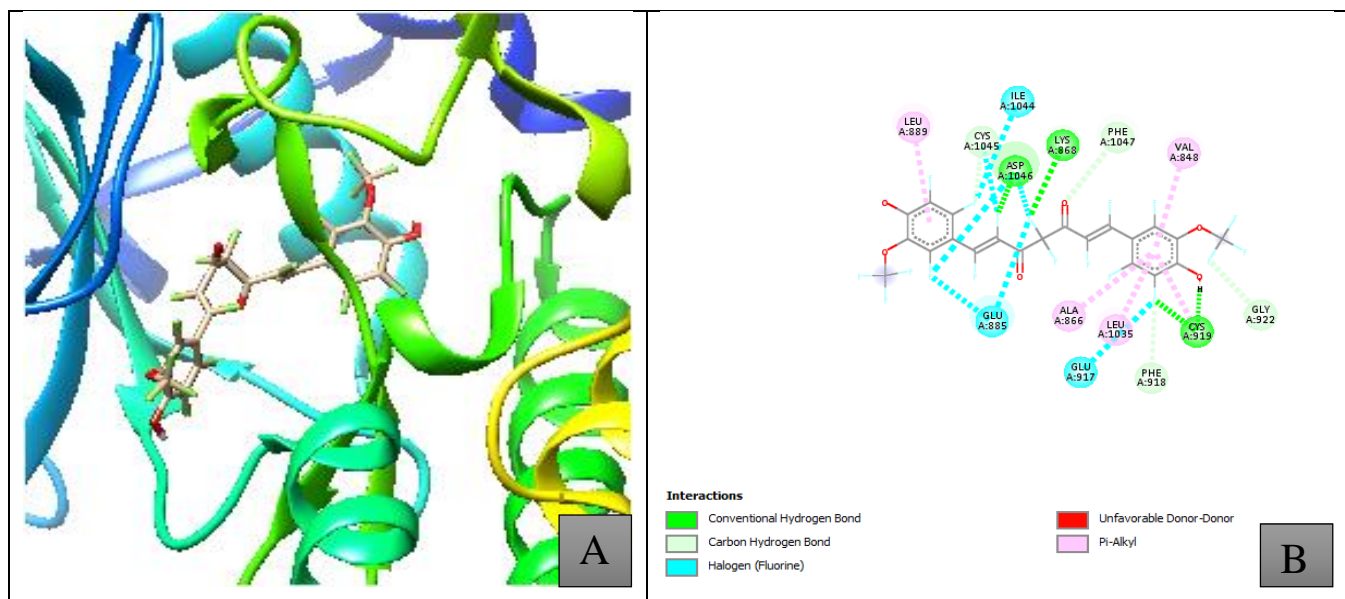 A
ILE
A:1044
LEU
A:889
CYS
A:1045
LYS
A:868
PHE
A:1047
VAL
A:848
ASP
A:1046
O
O
O
O
O
O
H
GLU
A:885
ALA
A:866
LEU
A:1035
CYS
A:919
GLY
A:922
GLU
A:917
PHE
A:918
Interactions
Conventional Hydrogen Bond
Carbon Hydrogen Bond
Halogen (Fluorine)
Unfavorable Donor-Donor
Pi-Alkyl
B